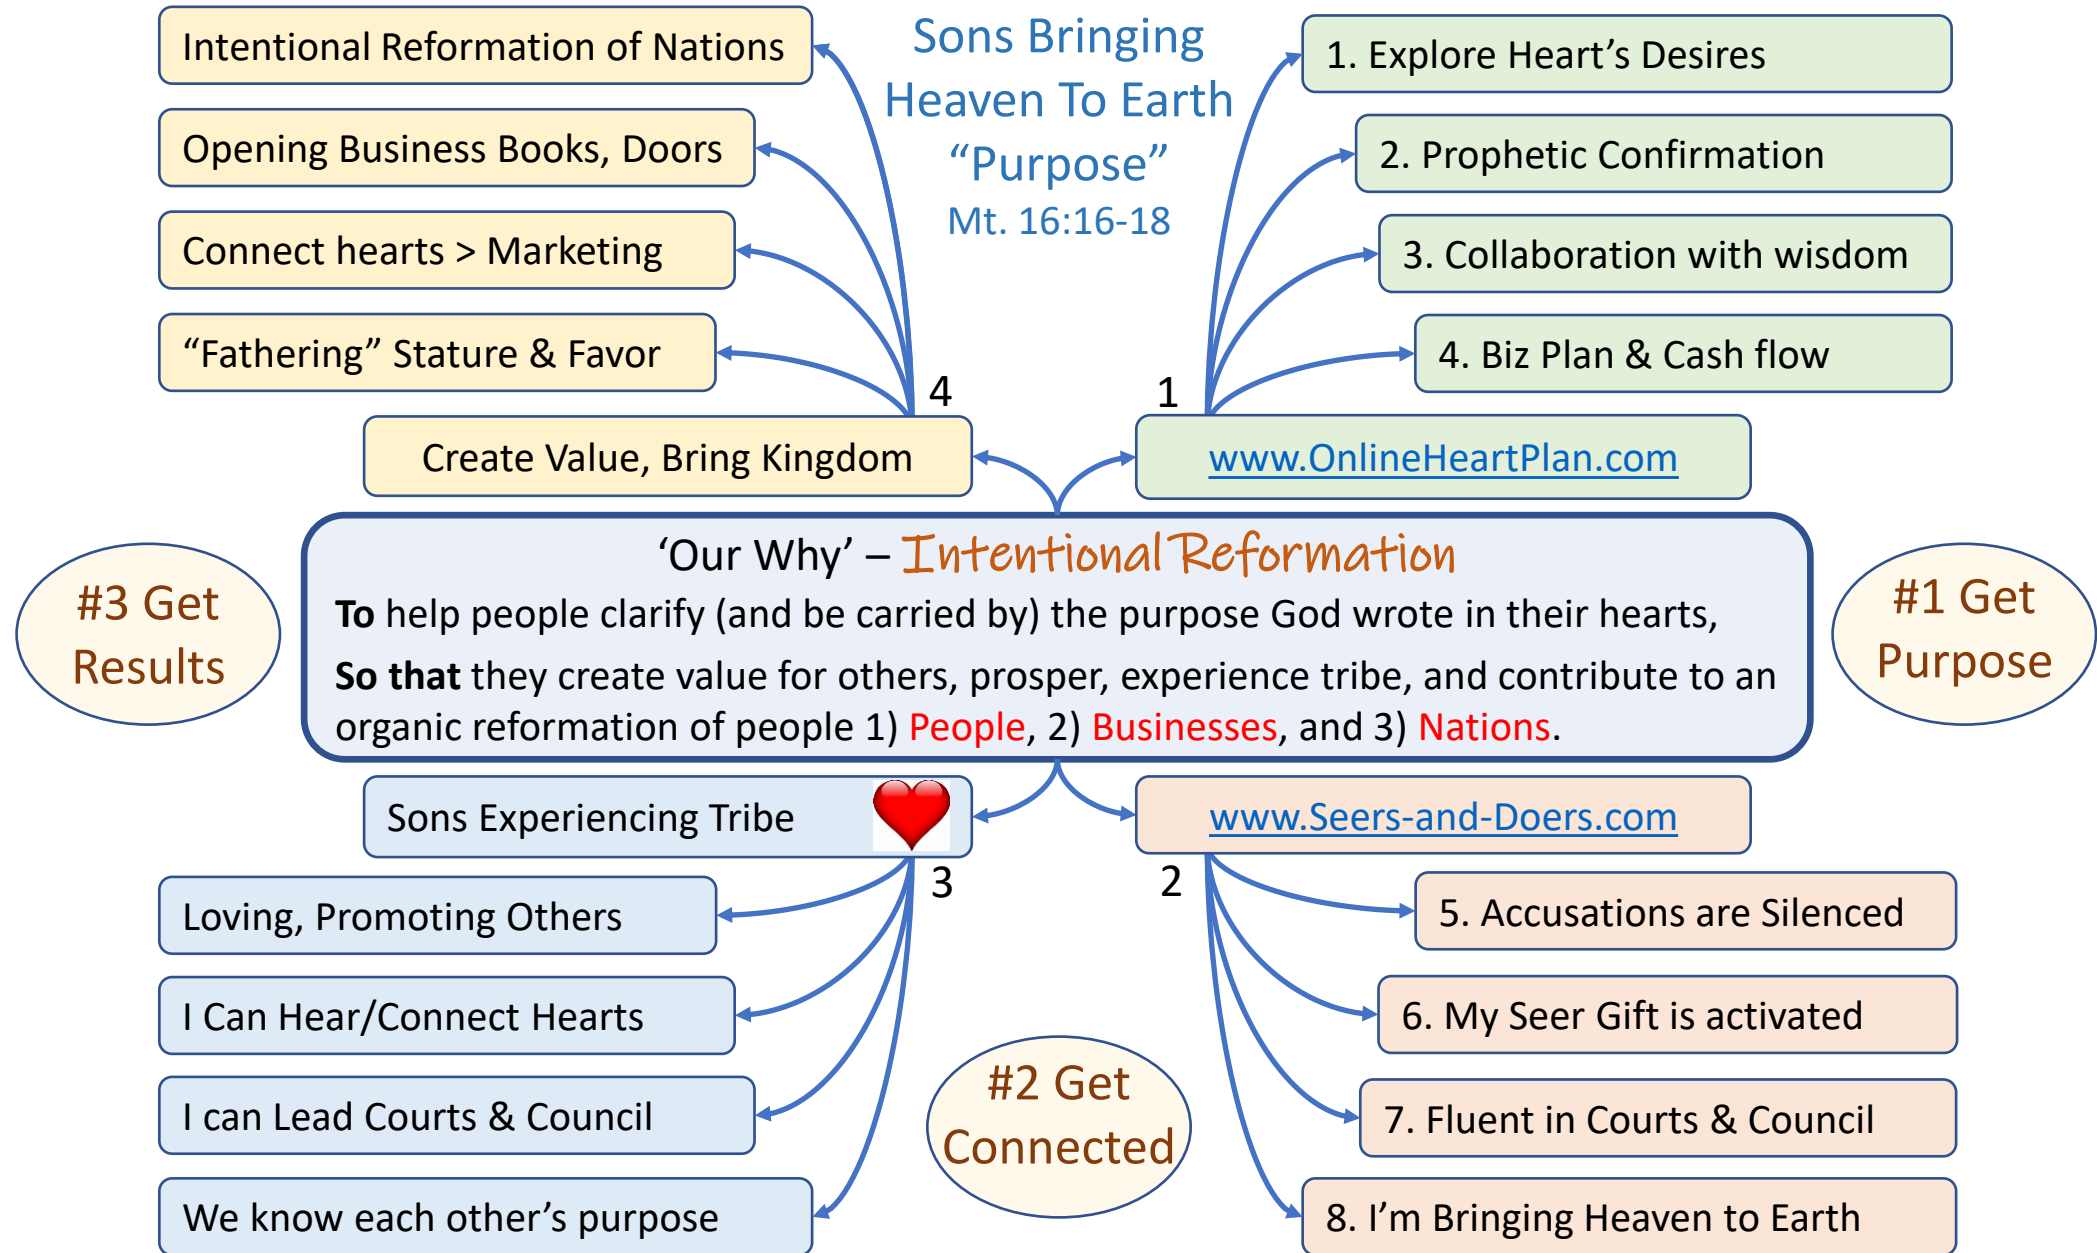 Sons Bringing
Heaven To Earth
“Purpose”
Mt. 16:16-18
Intentional Reformation of Nations
Opening Business Books, Doors
Connect hearts > Marketing
“Fathering” Stature & Favor
4
Create Value, Bring Kingdom
1. Explore Heart’s Desires
2. Prophetic Confirmation
3. Collaboration with wisdom
4. Biz Plan & Cash flow
1
www.OnlineHeartPlan.com
#3 Get
Results
‘Our Why’ – Intentional Reformation
To help people clarify (and be carried by) the purpose God wrote in their hearts,
So that they create value for others, prosper, experience tribe, and contribute to an
organic reformation of people 1) People, 2) Businesses, and 3) Nations.
#1 Get
Purpose
Sons Experiencing Tribe
3
Loving, Promoting Others
I Can Hear/Connect Hearts
I can Lead Courts & Council
We know each other’s purpose
#2 Get
Connected
www.Seers-and-Doers.com
2
5. Accusations are Silenced
6. My Seer Gift is activated
7. Fluent in Courts & Council
8. I’m Bringing Heaven to Earth